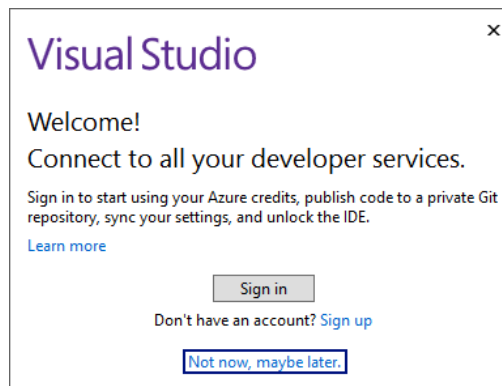 Visual Studio
Welcome!
Connect to all your developer services.
Sign in to start using your Azure credits, publish code to a private Git
repository, sync your settings, and unlock the IDE.
Learn more
Sign in
Don't have an account? Sign up
Not now, maybe later.